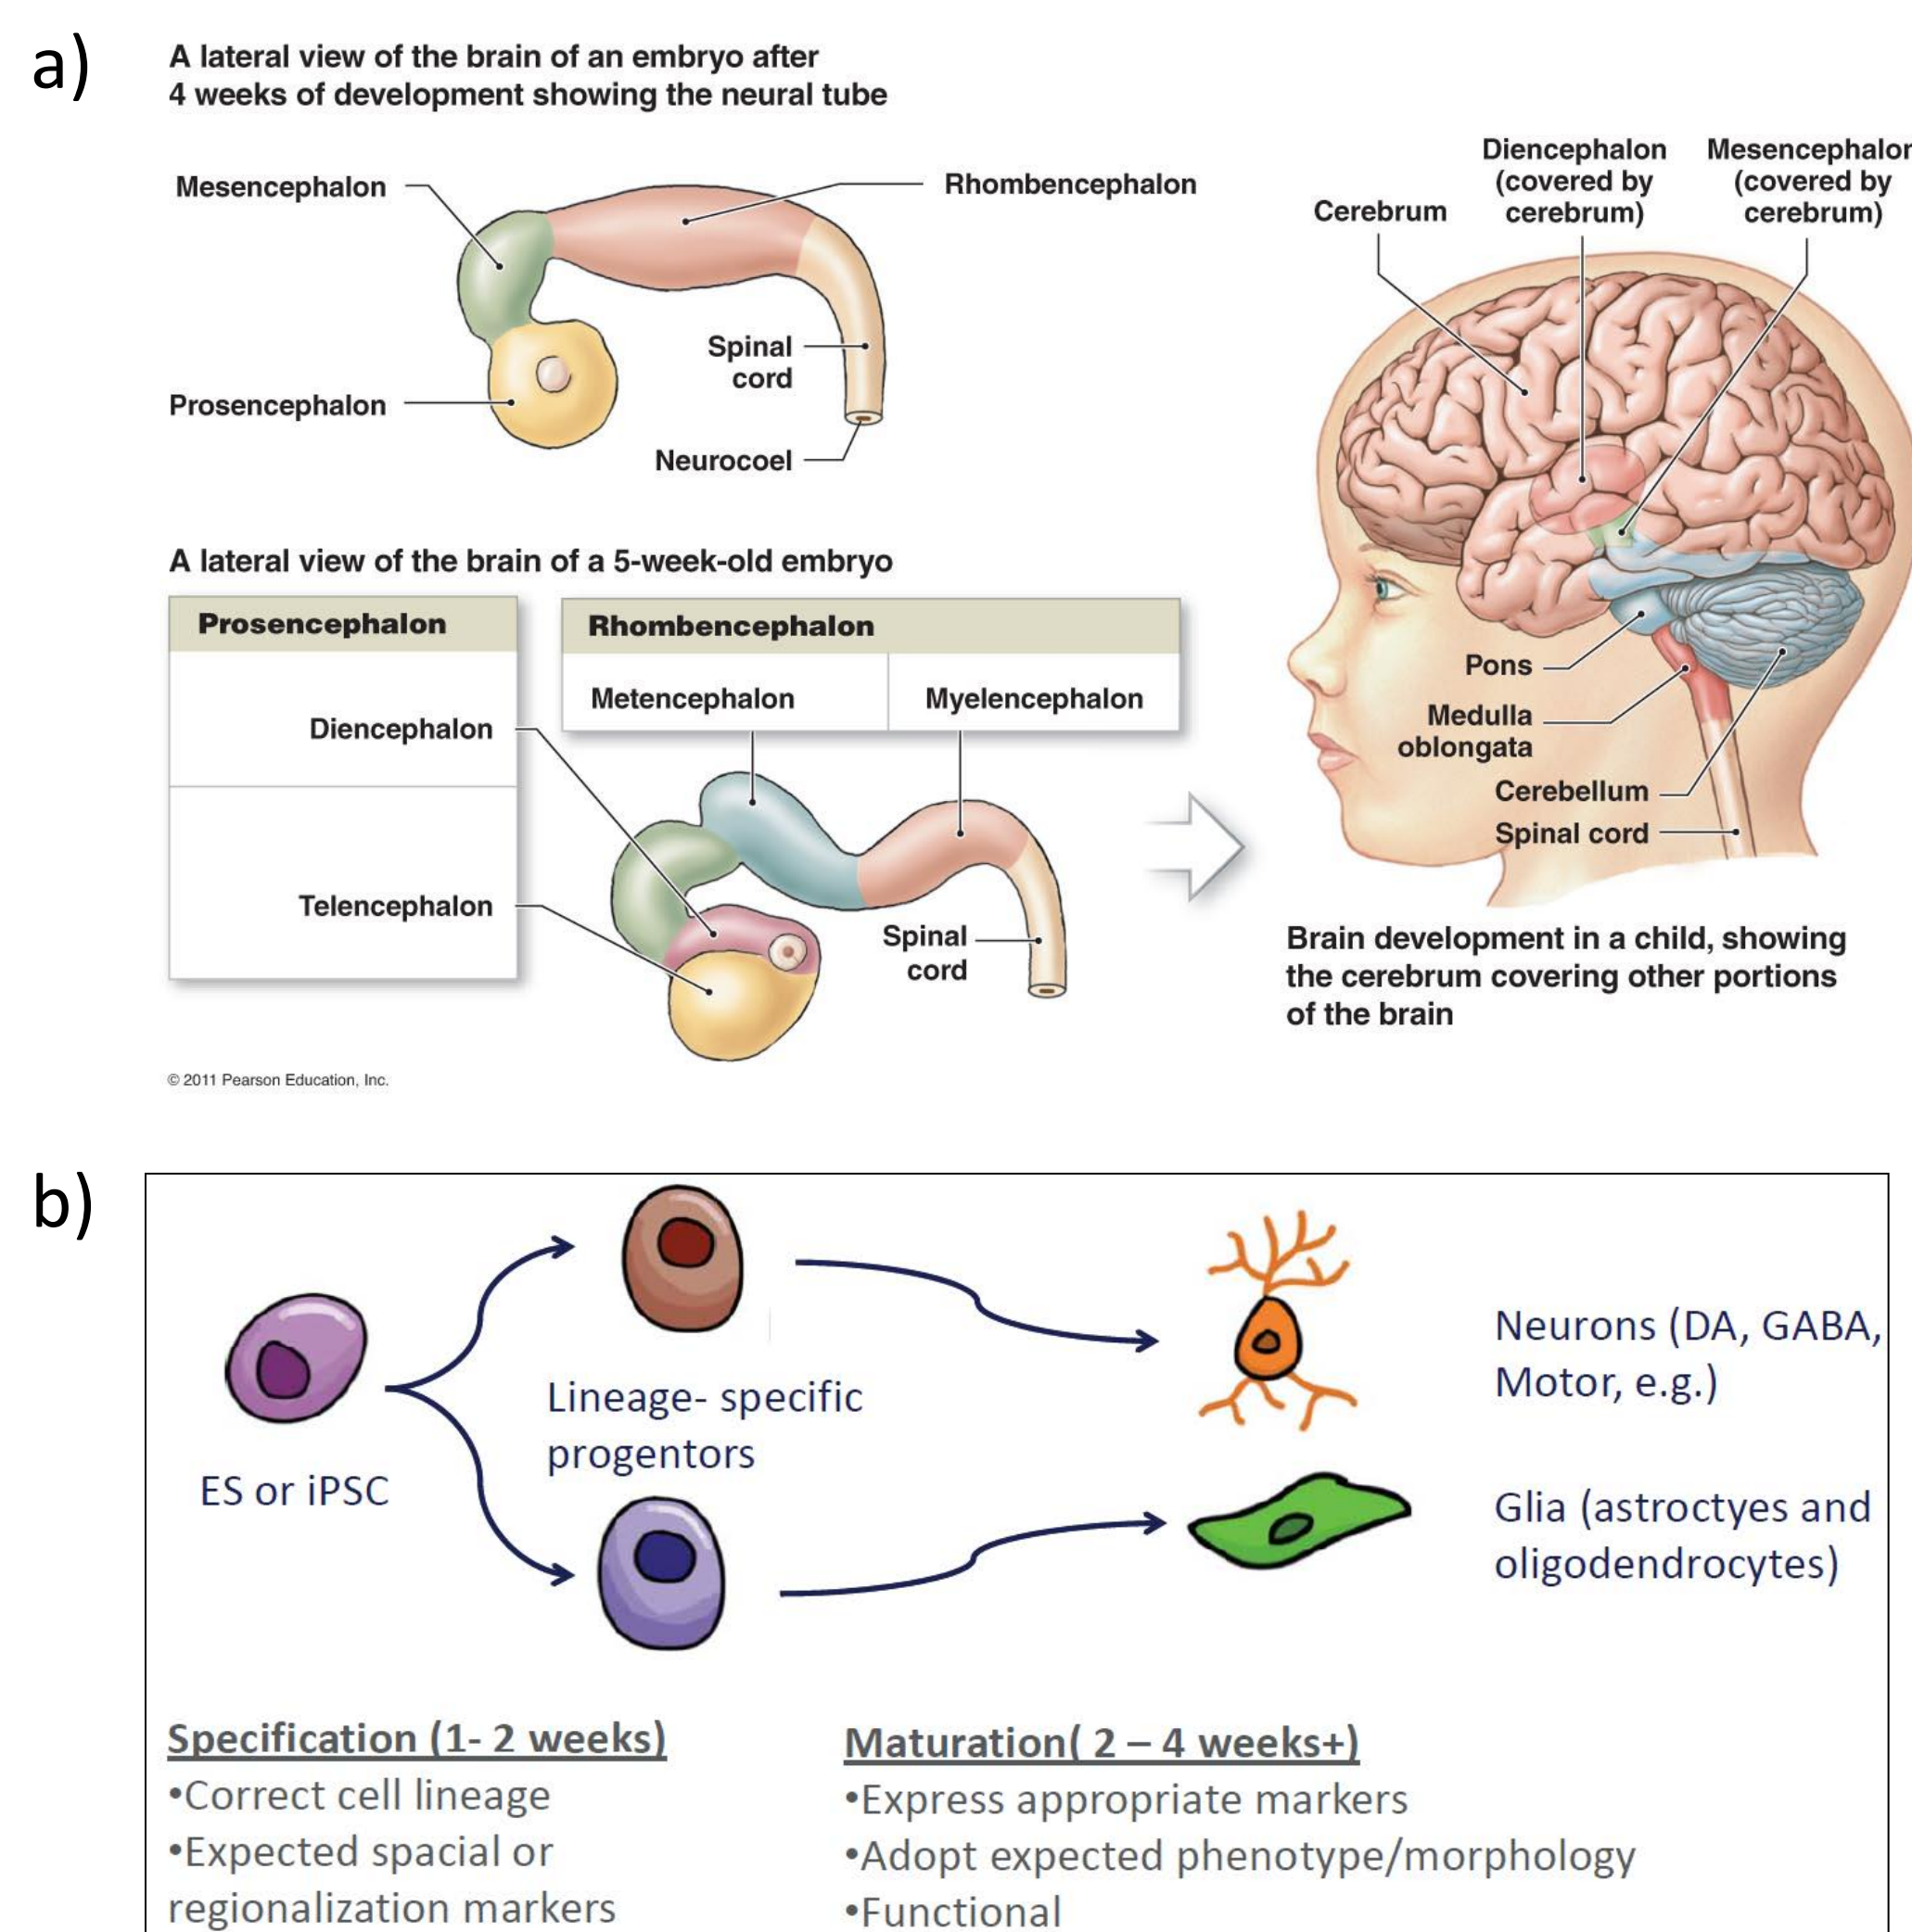 a)
A lateral view of the brain of an embryo after
4 weeks of development showing the neural tube
Mesencephalon
Rhombencephalon
Spinal
cord
Prosencephalon
Neurocoel
A lateral view of the brain of a 5-week-old embryo
Prosencephalon
Rhombencephalon
Metencephalon
Myelencephalon
Diencephalon
Telencephalon
Spinal
cord
© 2011 Pearson Education, Inc.
Diencephalon
(covered by
cerebrum)
Mesencephalon
(covered by
cerebrum)
Cerebrum
Pons
Medulla
oblongata
Cerebellum
Spinal cord
Brain development in a child, showing
the cerebrum covering other portions
of the brain
b)
ES or iPSC
Lineage- specific
progentors
Neurons (DA, GABA,
Motor, e.g.)
Glia (astroctyes and
oligodendrocytes)
Specification (1- 2 weeks)
•Correct cell lineage
•Expected spacial or
regionalization markers
Maturation( 2 – 4 weeks+)
•Express appropriate markers
•Adopt expected phenotype/morphology
•Functional